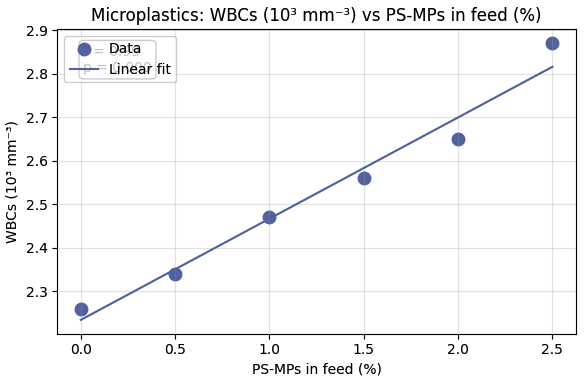 Microplastics: WBCs (10³ mm⁻³) vs PS-MPs in feed (%)
Data
Linear fit
WBCs (10³ mm⁻³)
2.9
2.8
2.7
2.6
2.5
2.4
2.3
0.0 0.5 1.0 1.5 2.0 2.5
PS-MPs in feed (%)